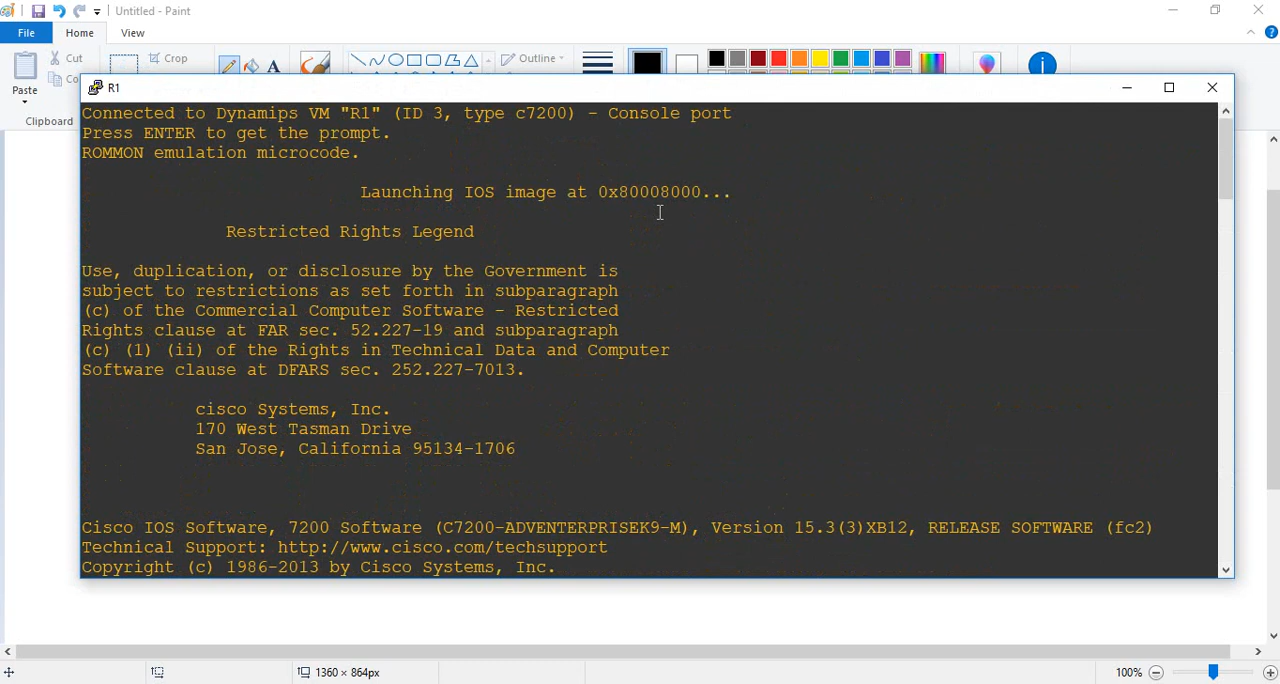 Untitled - Paint
File
Home
View
Paste
Cut
Co
Crop
Outline
Clipboard
R1
Connected to Dynamips VM "R1" (ID 3, type c7200) - Console port
Press ENTER to get the prompt.
ROMMON emulation microcode.
Launching IOS image at 0x80008000...
Restricted Rights Legend
Use, duplication, or disclosure by the Government is
subject to restrictions as set forth in subparagraph
(c) of the Commercial Computer Software - Restricted
Rights clause at FAR sec. 52.227-19 and subparagraph
(c) (1) (ii) of the Rights in Technical Data and Computer
Software clause at DFARS sec. 252.227-7013.
cisco Systems, Inc.
170 West Tasman Drive
San Jose, California 95134-1706
Cisco IOS Software, 7200 Software (C7200-ADVENTERPRISEK9-M), Version 15.3(3)XB12, RELEASE SOFTWARE (fc2)
Technical Support: http://www.cisco.com/techsupport
Copyright (c) 1986-2013 by Cisco Systems, Inc.
1360 × 864px
100%